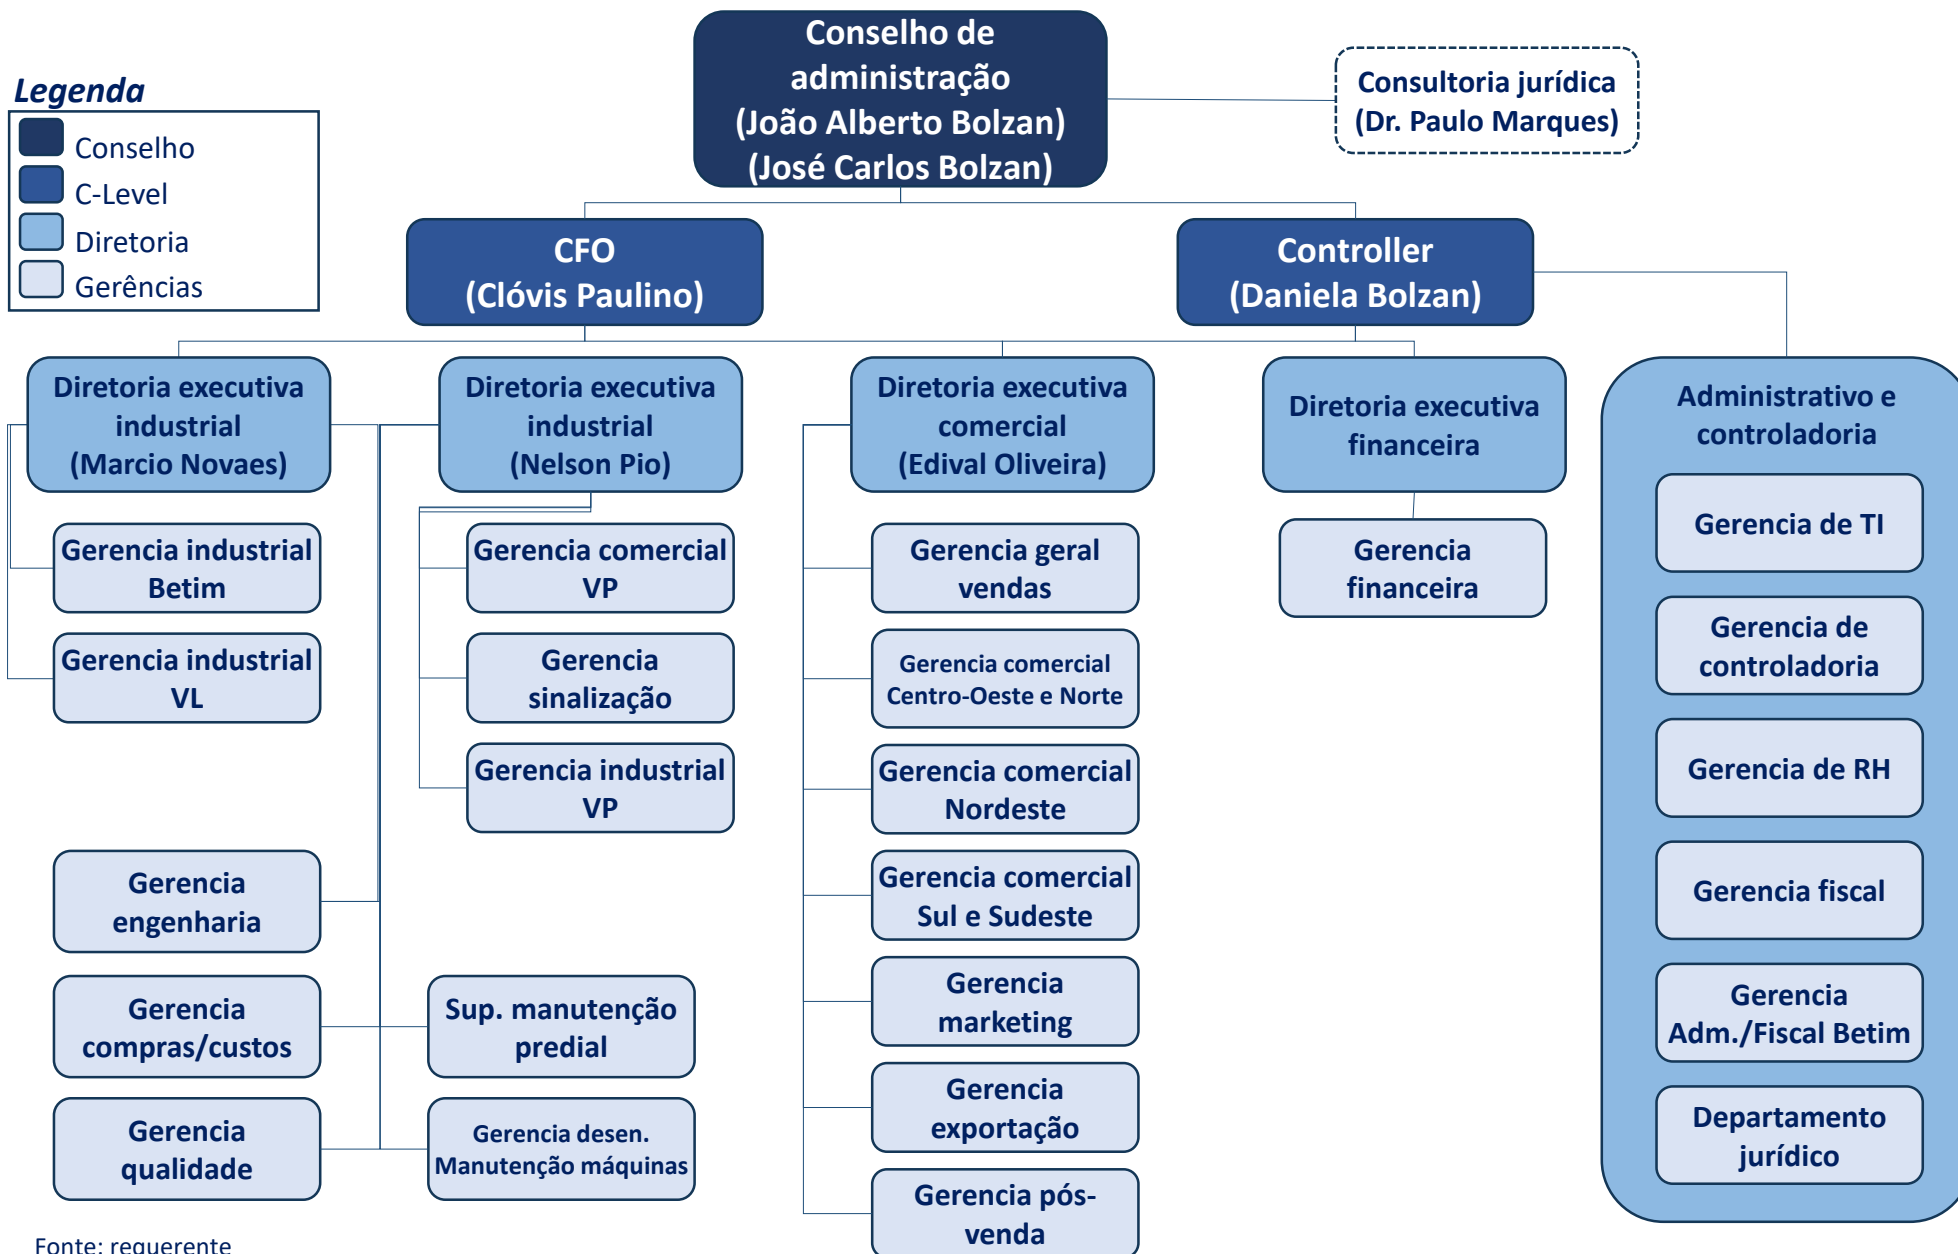 Conselho de
administração
(João Alberto Bolzan)
(José Carlos Bolzan)
Consultoria jurídica
(Dr. Paulo Marques)
Legenda
Conselho
C-Level
Diretoria
Gerências
CFO
(Clóvis Paulino)
Controller
(Daniela Bolzan)
Diretoria executiva
industrial
(Marcio Novaes)
Diretoria executiva
industrial
(Nelson Pio)
Diretoria executiva
comercial
(Edival Oliveira)
Diretoria executiva
financeira
Administrativo e
controladoria
Gerencia industrial
Betim
Gerencia industrial
VL
Gerencia
engenharia
Gerencia
compras/custos
Gerencia
qualidade
Gerencia comercial
VP
Gerencia
sinalização
Gerencia industrial
VP
Sup. manutenção
predial
Gerencia desen.
Manutenção máquinas
Gerencia geral
vendas
Gerencia comercial
Centro-Oeste e Norte
Gerencia comercial
Nordeste
Gerencia comercial
Sul e Sudeste
Gerencia
marketing
Gerencia
exportação
Gerencia pós-
venda
Gerencia
financeira
Gerencia de TI
Gerencia de
controladoria
Gerencia de RH
Gerencia fiscal
Gerencia
Adm./Fiscal Betim
Departamento
jurídico
Fonte: requerente